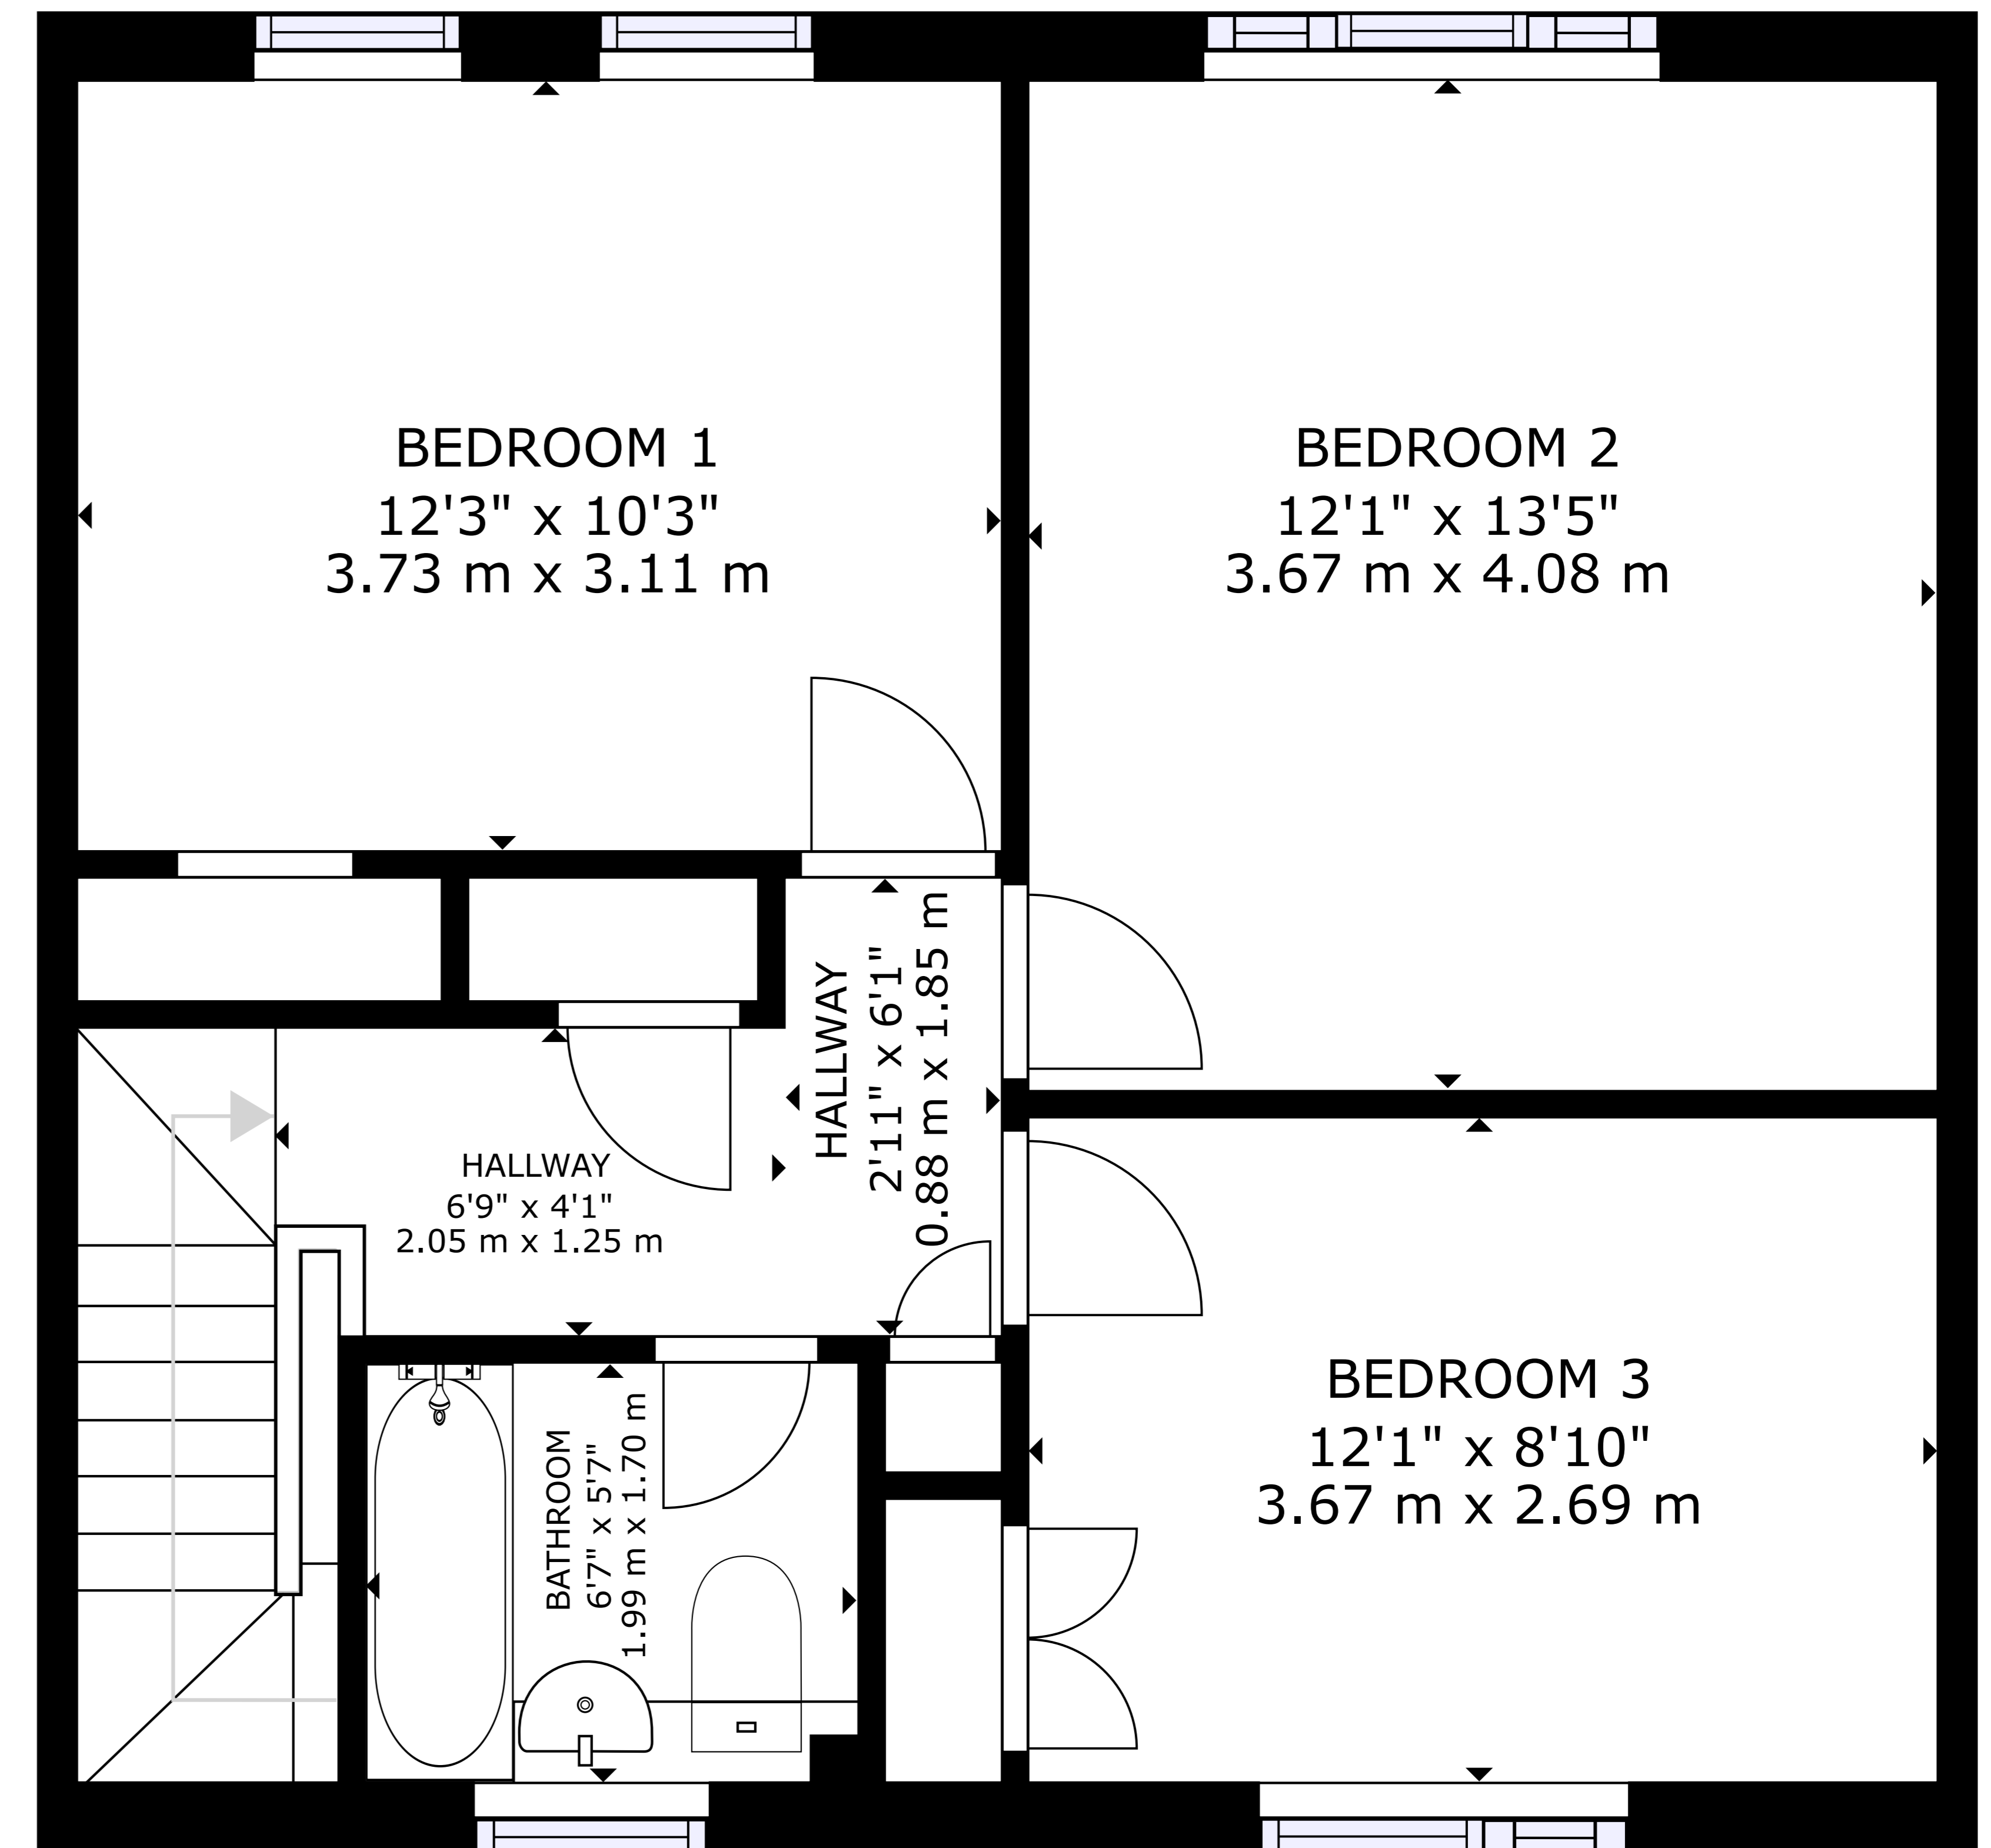 BEDROOM 1
12'3" x 10'3"
3.73 m x 3.11 m
BEDROOM 2
12'1" x 13'5"
3.67 m x 4.08 m
HALLWAY
2'11" x 6'1"
0.88 m x 1.85 m
HALLWAY
6'9" x 4'1"
2.05 m x 1.25 m
BATHROOM
6'7" x 5'7"
1.99 m x 1.70 m
BEDROOM 3
12'1" x 8'10"
3.67 m x 2.69 m